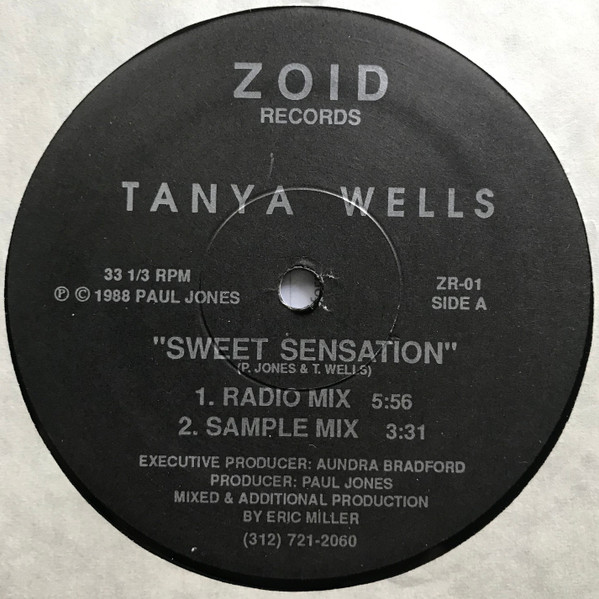 ZOID
RECORDS
TANYA WELLS
33 1/3 RPM
℗ © 1988 PAUL JONES
ZR-01
SIDE A
"SWEET SENSATION"
(P. JONES & T. WELLS)
1. RADIO MIX 5:56
2. SAMPLE MIX 3:31
EXECUTIVE PRODUCER: AUNDRA BRADFORD
PRODUCER: PAUL JONES
MIXED & ADDITIONAL PRODUCTION
BY ERIC MILLER
(312) 721-2060